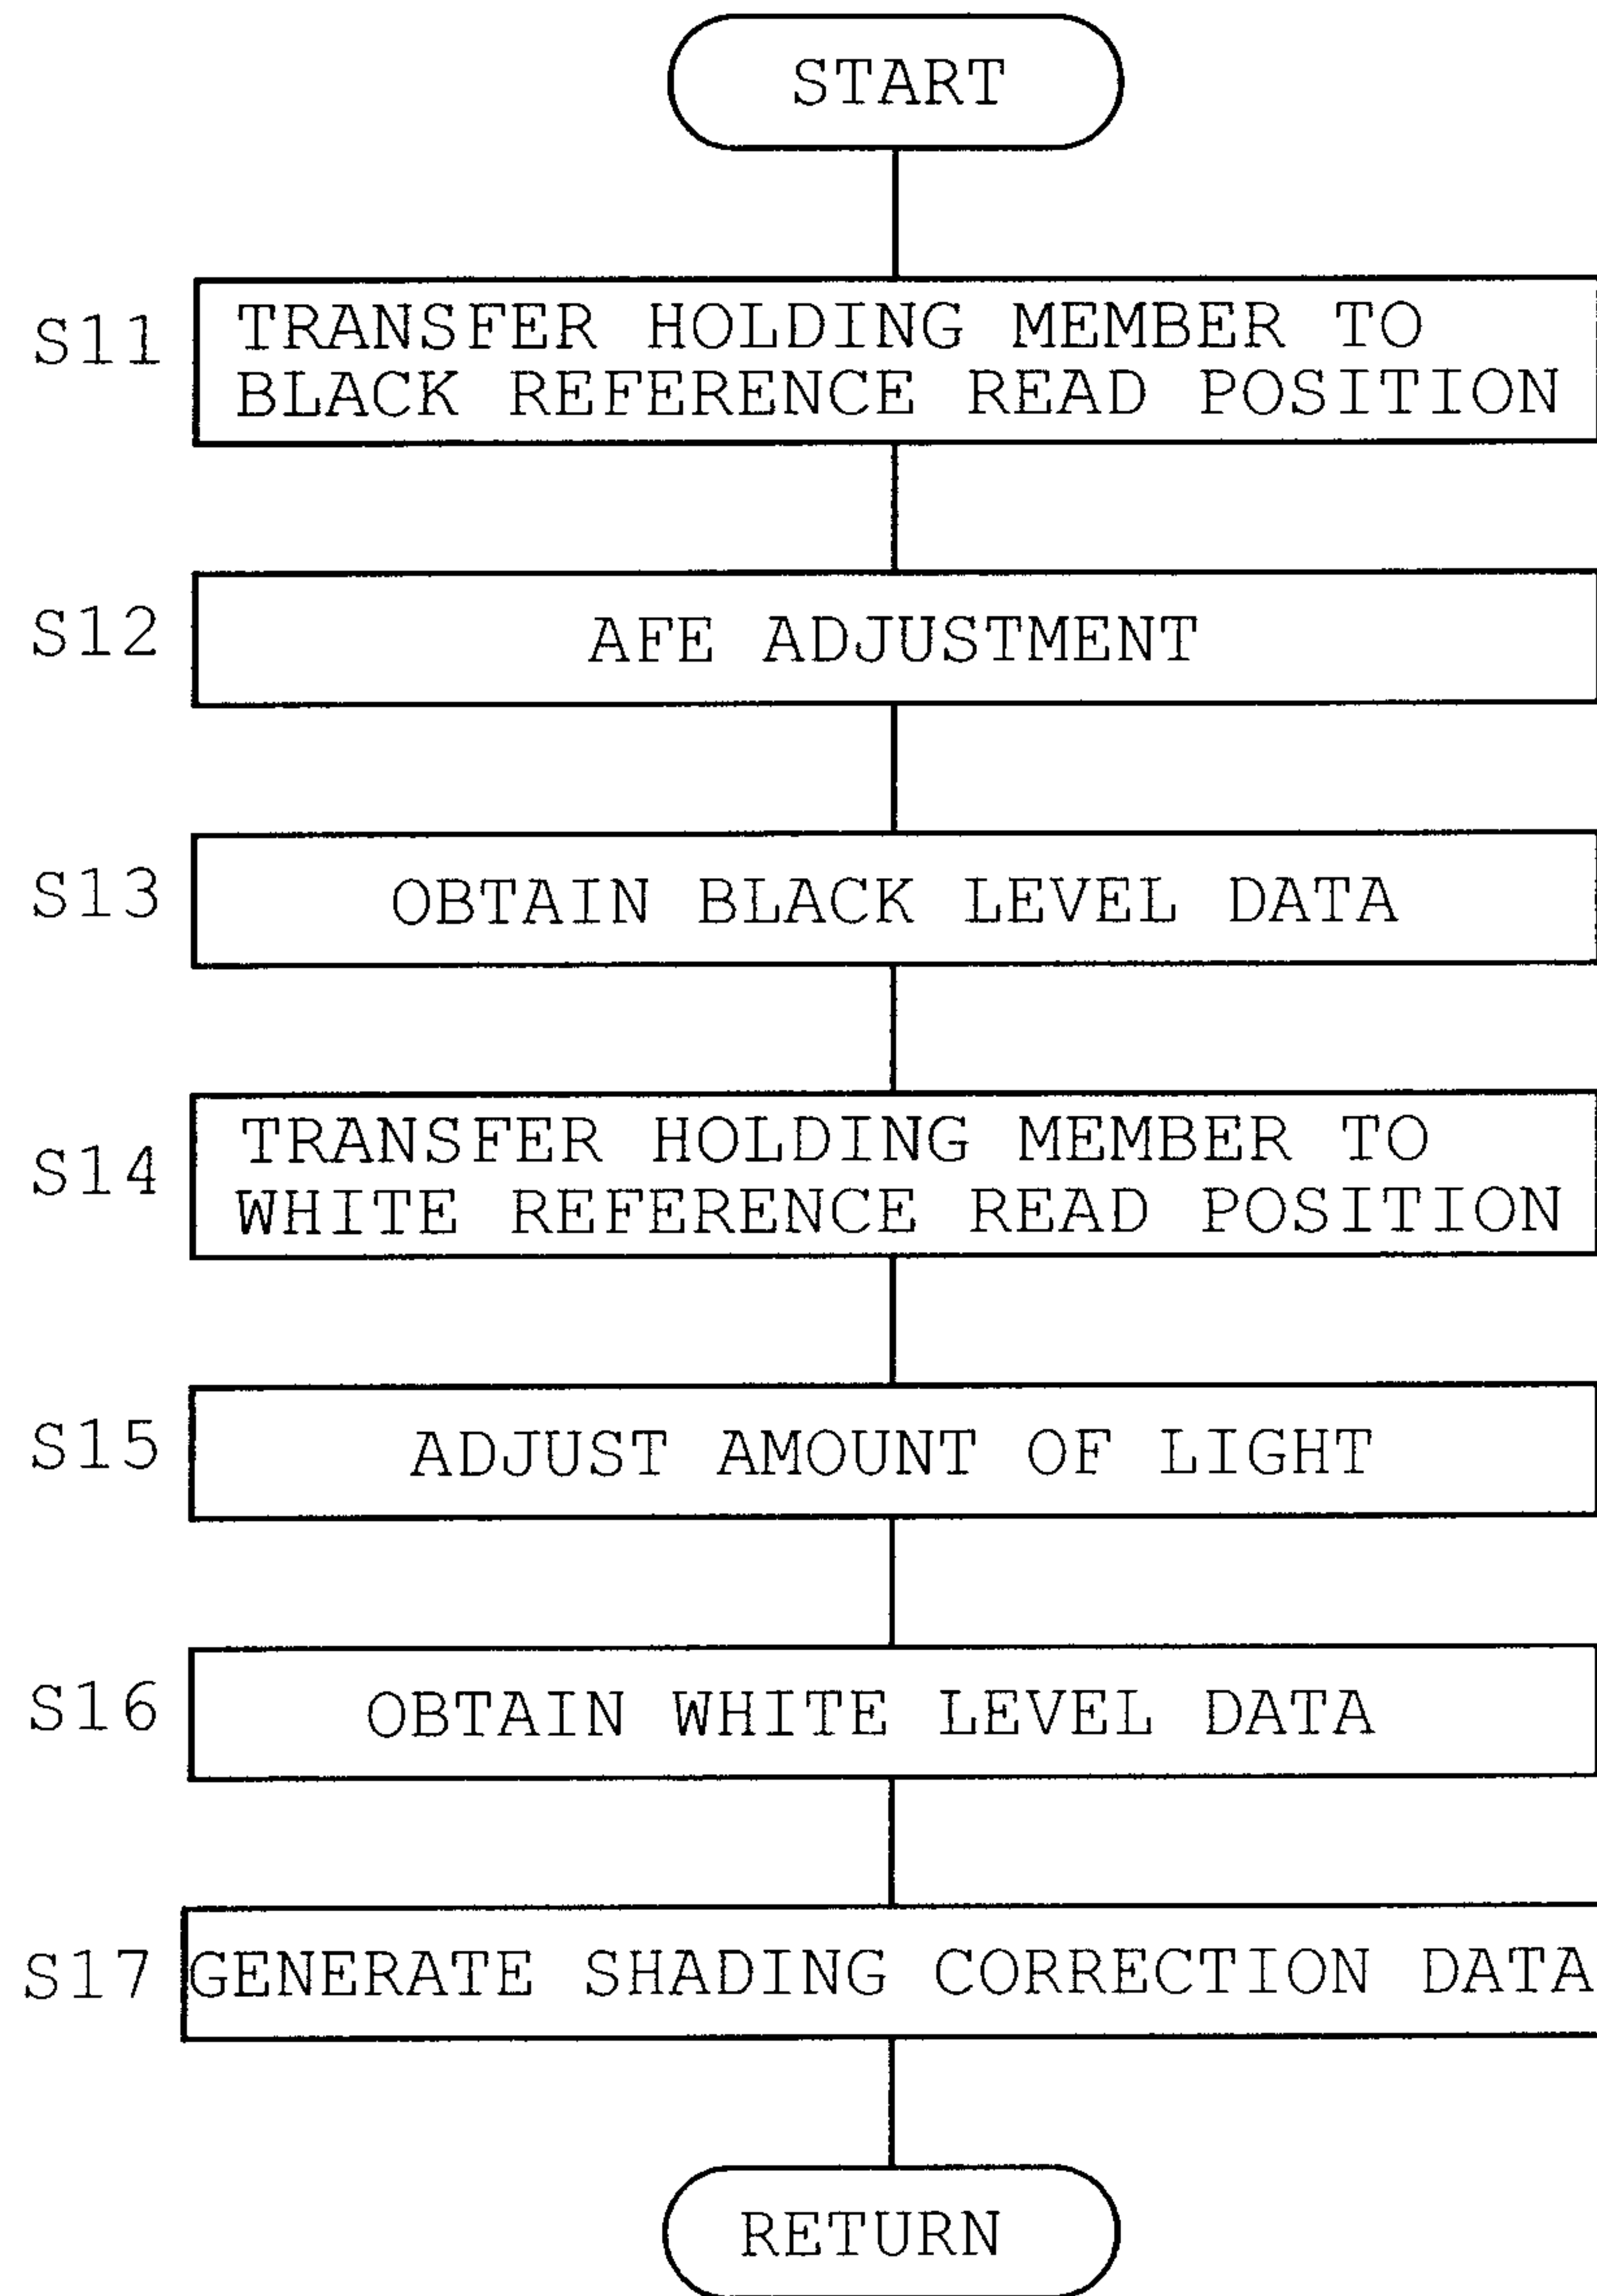 START
S11 TRANSFER HOLDING MEMBER TO
BLACK REFERENCE READ POSITION
S12 AFE ADJUSTMENT
S13 OBTAIN BLACK LEVEL DATA
S14 TRANSFER HOLDING MEMBER TO
WHITE REFERENCE READ POSITION
S15 ADJUST AMOUNT OF LIGHT
S16 OBTAIN WHITE LEVEL DATA
S17 GENERATE SHADING CORRECTION DATA
RETURN